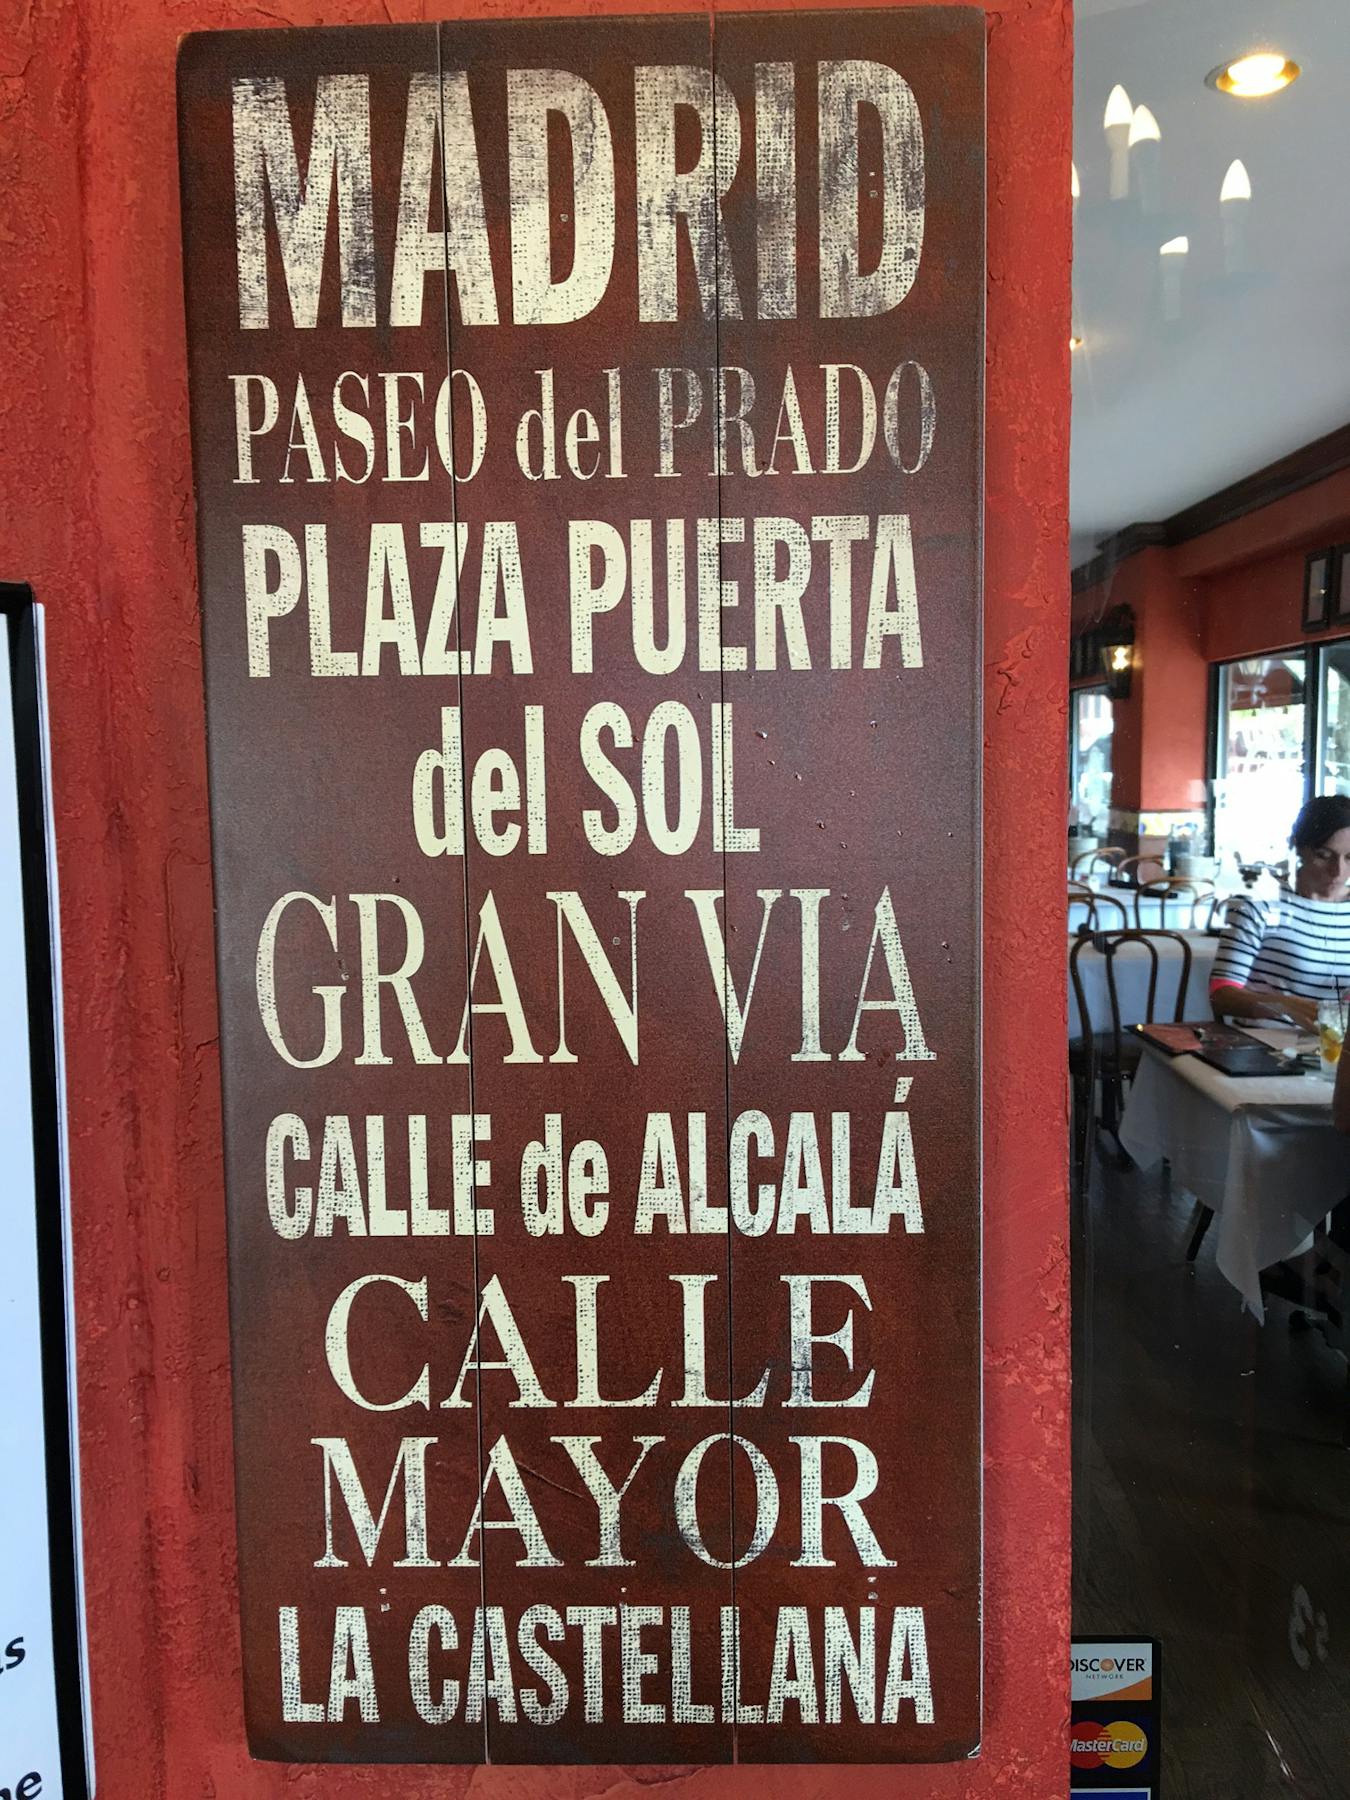 MADRID
PASEO del PRADO
PLAZA PUERTA
del SOL
GRAN VIA
CALLE de ALCALÁ
CALLE
MAYOR
LA CASTELLANA
DISCOVER
NETWORK
MasterCard